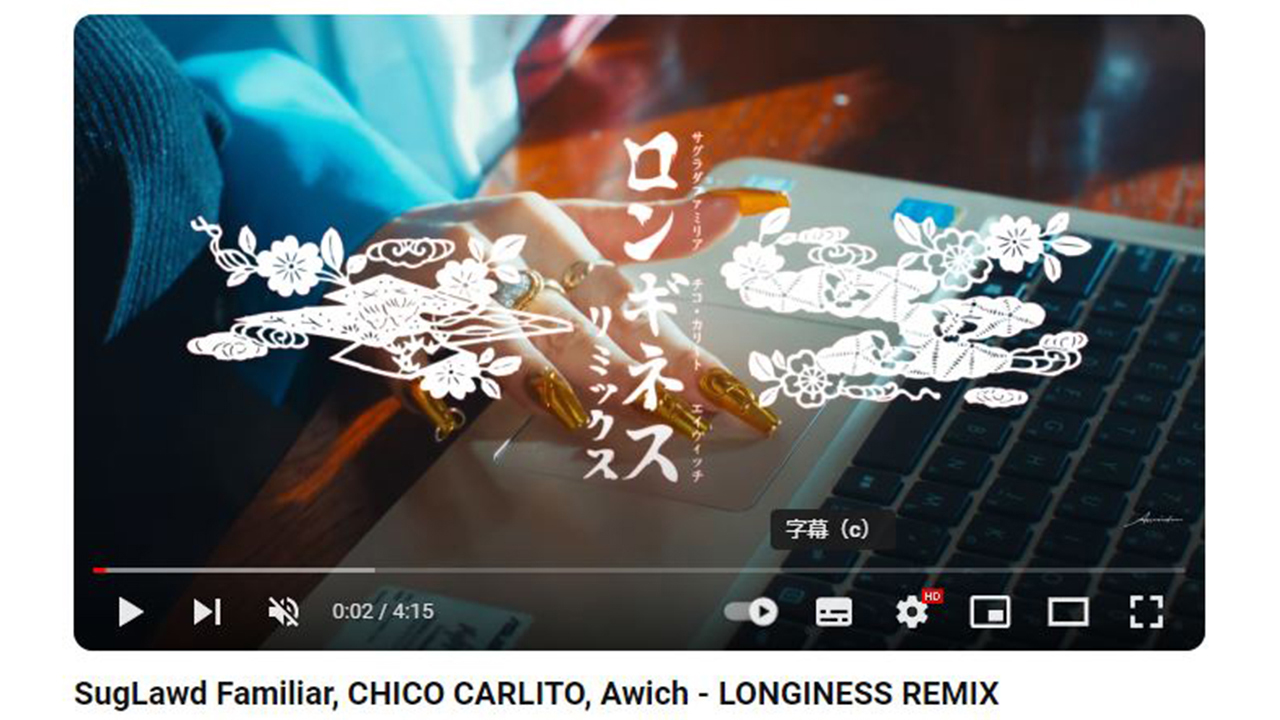 サグラダファミリア チコ・カリート エイウィッチ
ロンギネス
リミックス
字幕 (c)
0:02 / 4:15
HD
SugLawd Familiar, CHICO CARLITO, Awich - LONGINESS REMIX